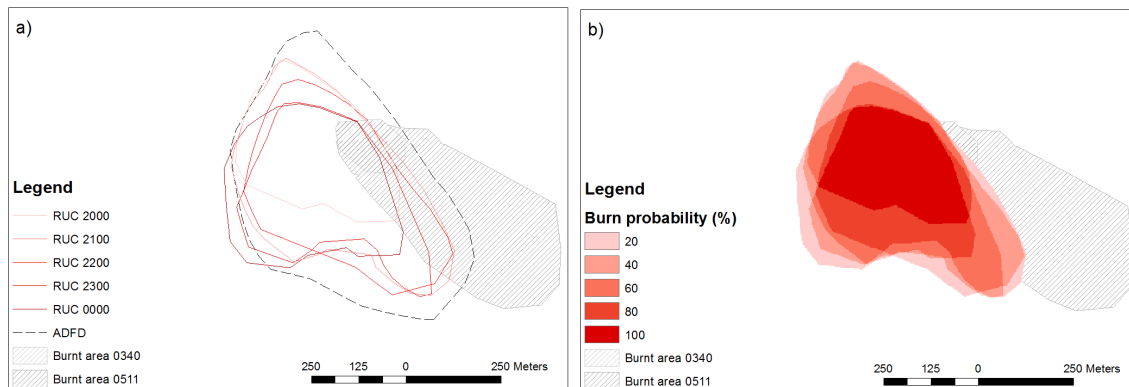 a)
Legend
RUC 2000
RUC 2100
RUC 2200
RUC 2300
RUC 0000
ADFD
Burnt area 0340
Burnt area 0511
250 125 0 250 Meters
b)
Legend
Burn probability (%)
20
40
60
80
100
Burnt area 0340
Burnt area 0511
250 125 0 250 Meters